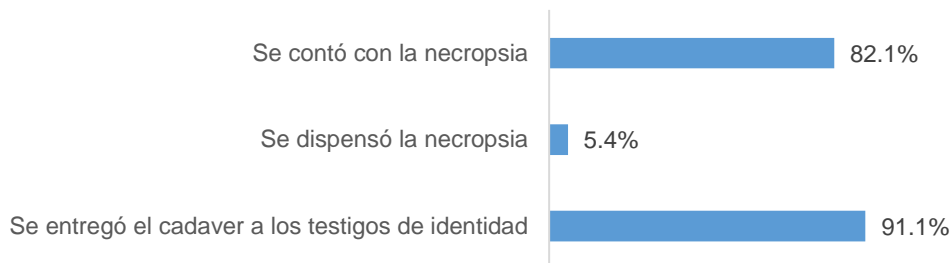 Se contó con la necropsia 82.1%
Se dispensó la necropsia 5.4%
Se entregó el cadaver a los testigos de identidad 91.1%